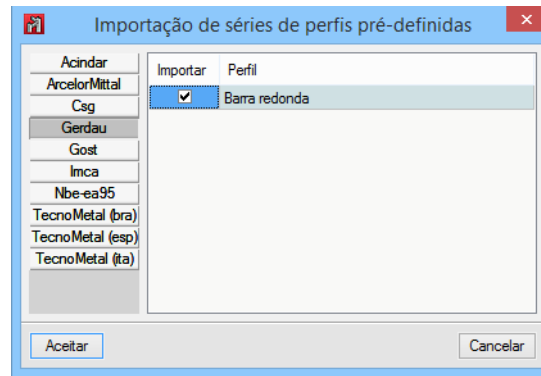 Importação de séries de perfis pré-definidas
Acindar
ArcelorMittal
Csg
Gerdau
Gost
Imca
Nbe-ea95
TecnoMetal (bra)
TecnoMetal (esp)
TecnoMetal (ita)
Importar Perfil
Barra redonda
Aceitar Cancelar